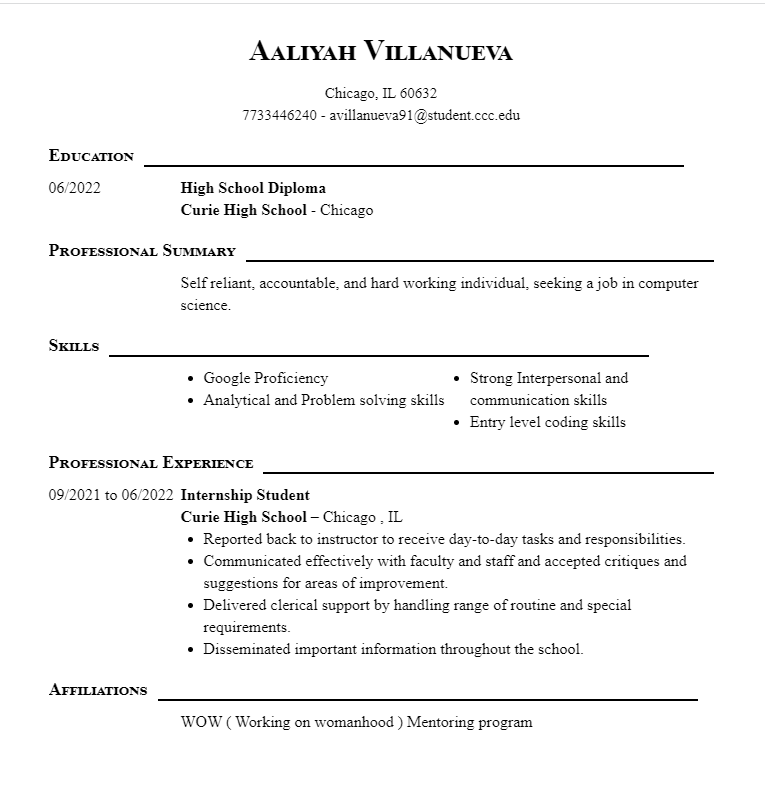 Aaliyah Villanueva
Chicago, IL 60632
7733446240 - avillanueva91@student.ccc.edu
Education
06/2022 High School Diploma
Curie High School - Chicago
Professional Summary
Self reliant, accountable, and hard working individual, seeking a job in computer
science.
Skills
• Google Proficiency
• Analytical and Problem solving skills
• Strong Interpersonal and
communication skills
• Entry level coding skills
Professional Experience
09/2021 to 06/2022 Internship Student
Curie High School – Chicago , IL
• Reported back to instructor to receive day-to-day tasks and responsibilities.
• Communicated effectively with faculty and staff and accepted critiques and
suggestions for areas of improvement.
• Delivered clerical support by handling range of routine and special
requirements.
• Disseminated important information throughout the school.
Affiliations
WOW ( Working on womanhood ) Mentoring program